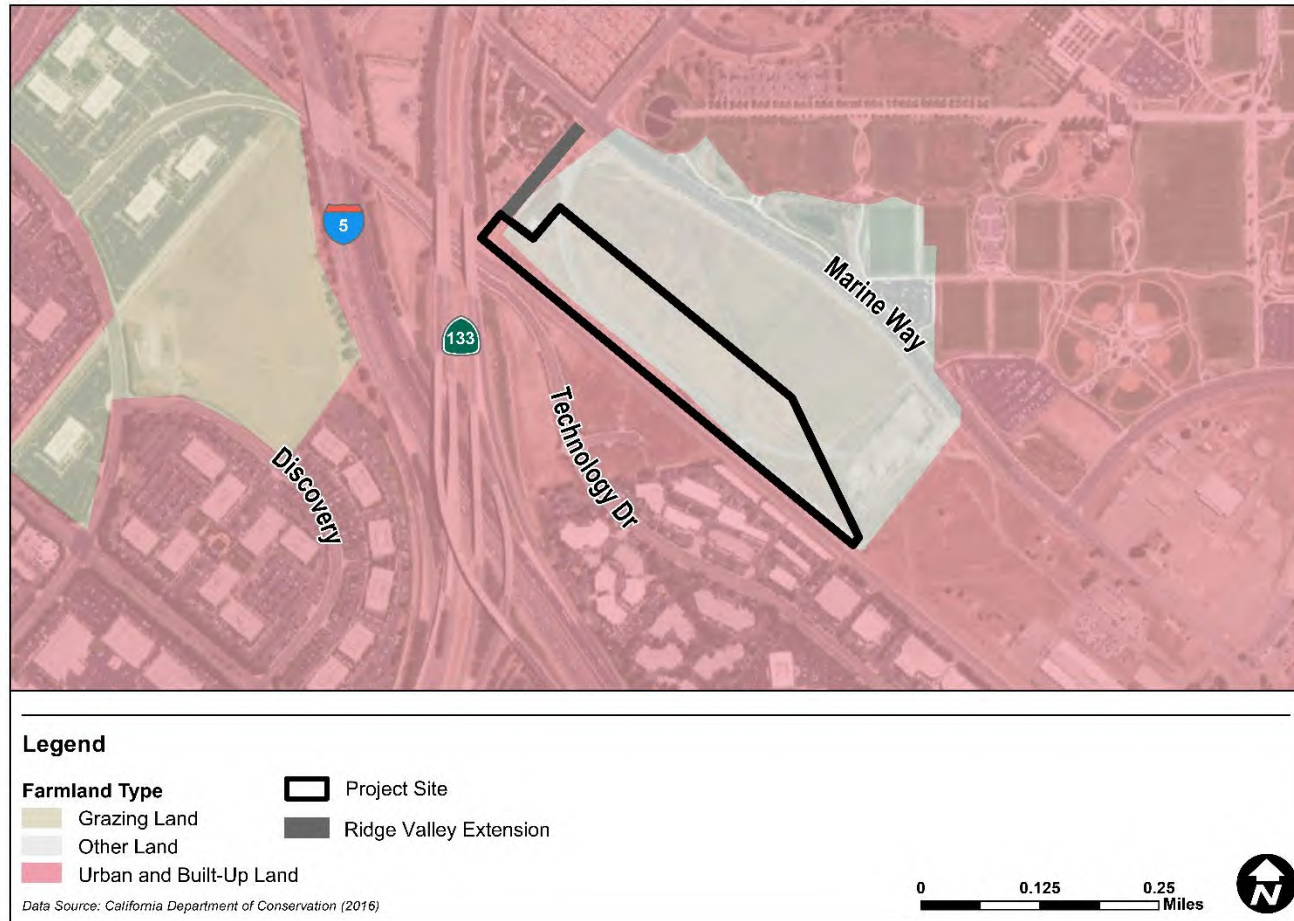 5
133
Marine Way
Technology Dr
Discovery
Legend
Farmland Type
Grazing Land
Other Land
Urban and Built-Up Land
Project Site
Ridge Valley Extension
Data Source: California Department of Conservation (2016)
0 0.125 0.25
Miles
N